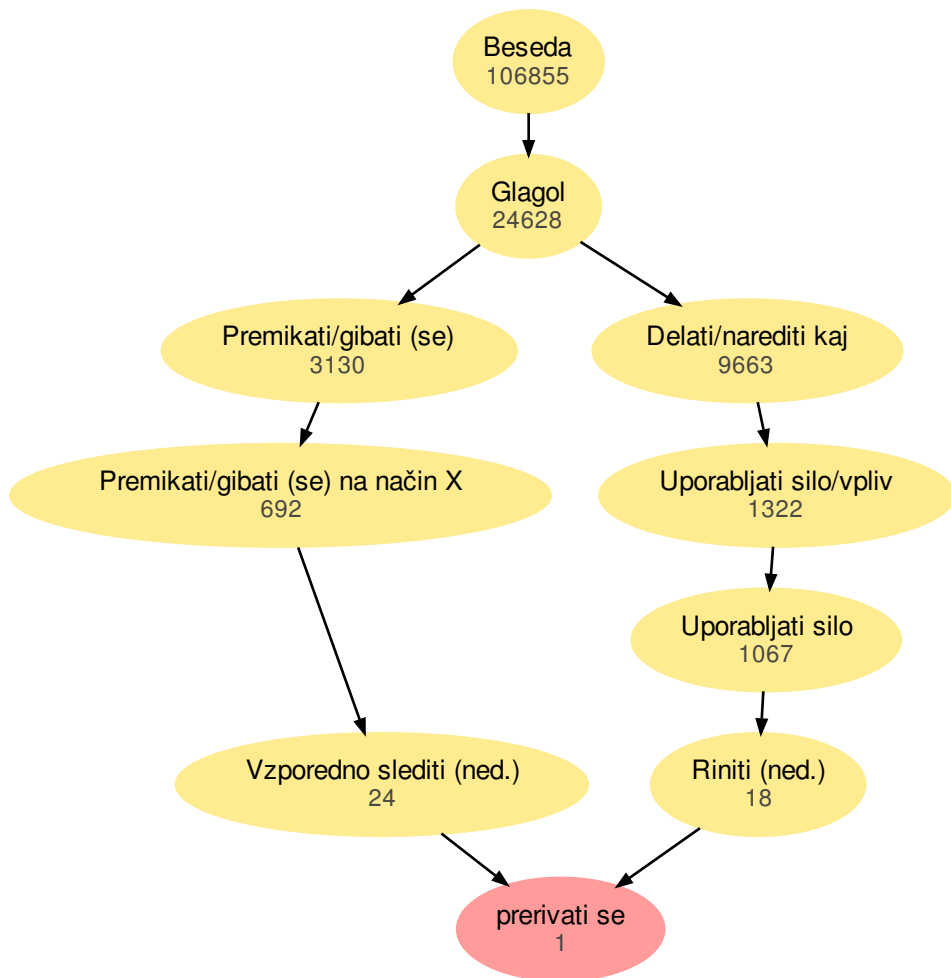 Beseda
106855
Glagol
24628
Premikati/gibati (se)
3130
Delati/narediti kaj
9663
Premikati/gibati (se) na način X
692
Uporabljati silo/vpliv
1322
Uporabljati silo
1067
Vzporedno slediti (ned.)
24
Riniti (ned.)
18
prerivati se
1